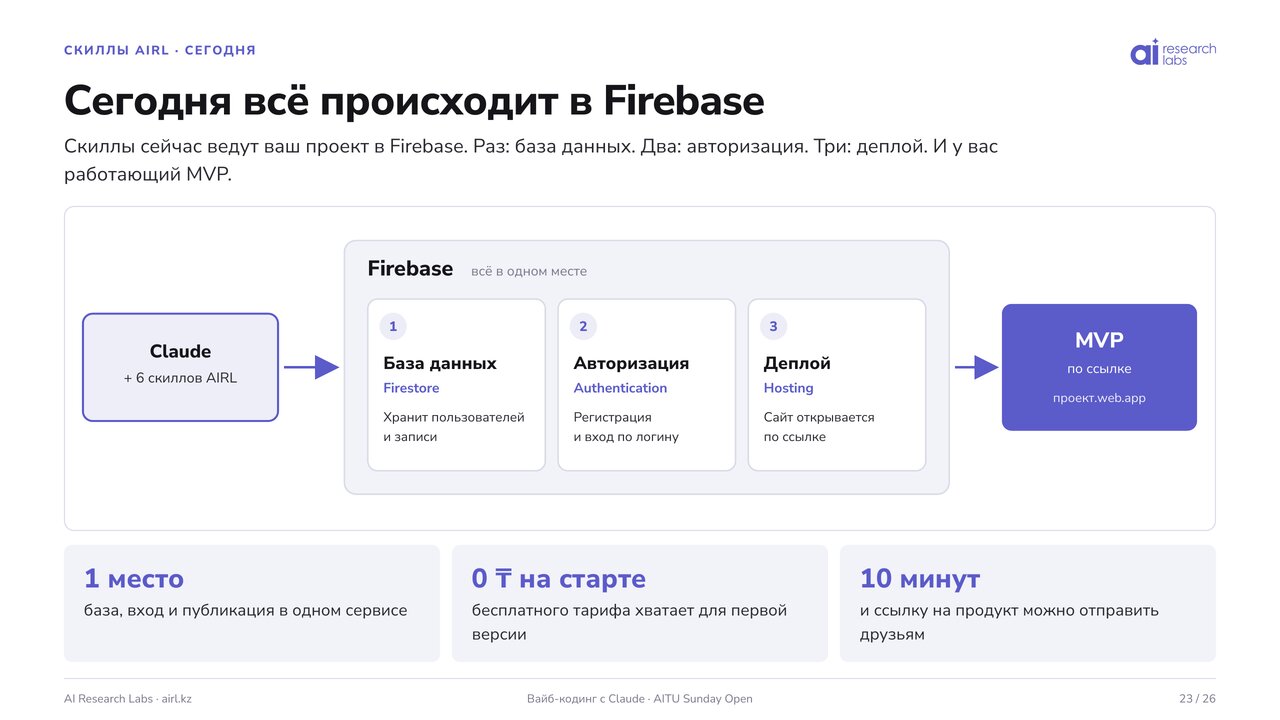 СКИЛЛЫ AIRL · СЕГОДНЯ
ai research labs
Сегодня всё происходит в Firebase
Скиллы сейчас ведут ваш проект в Firebase. Раз: база данных. Два: авторизация. Три: деплой. И у вас
работающий MVP.
Claude
+ 6 скиллов AIRL
Firebase всё в одном месте
1
База данных
Firestore
Хранит пользователей
и записи
2
Авторизация
Authentication
Регистрация
и вход по логину
3
Деплой
Hosting
Сайт открывается
по ссылке
MVP
по ссылке
проект.web.app
1 место
база, вход и публикация в одном сервисе
0 ₸ на старте
бесплатного тарифа хватает для первой
версии
10 минут
и ссылку на продукт можно отправить
друзьям
AI Research Labs · airl.kz
Вайб-кодинг с Claude · AITU Sunday Open
23 / 26